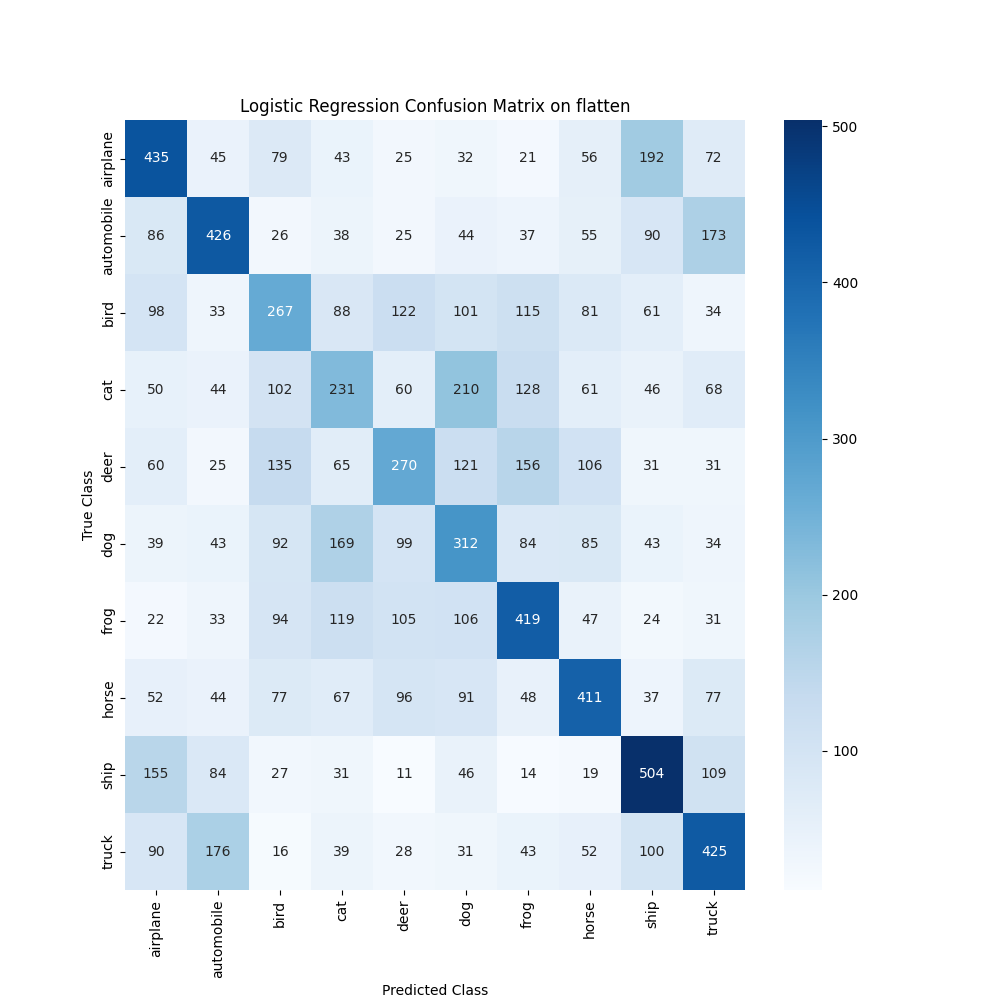 Logistic Regression Confusion Matrix on flatten
airplane 435 45 79 43 25 32 21 56 192 72
automobile 86 426 26 38 25 44 37 55 90 173
bird 98 33 267 88 122 101 115 81 61 34
cat 50 44 102 231 60 210 128 61 46 68
deer 60 25 135 65 270 121 156 106 31 31
dog 39 43 92 169 99 312 84 85 43 34
frog 22 33 94 119 105 106 419 47 24 31
horse 52 44 77 67 96 91 48 411 37 77
ship 155 84 27 31 11 46 14 19 504 109
truck 90 176 16 39 28 31 43 52 100 425
True Class
airplane automobile bird cat deer dog frog horse ship truck
Predicted Class
500
400
300
200
100